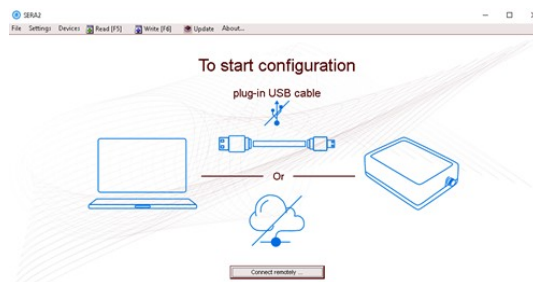 SERA2
File Settings Devices Read [F5] Write [F6] Update About...
To start configuration
plug-in USB cable
Or
Connect remotely ...